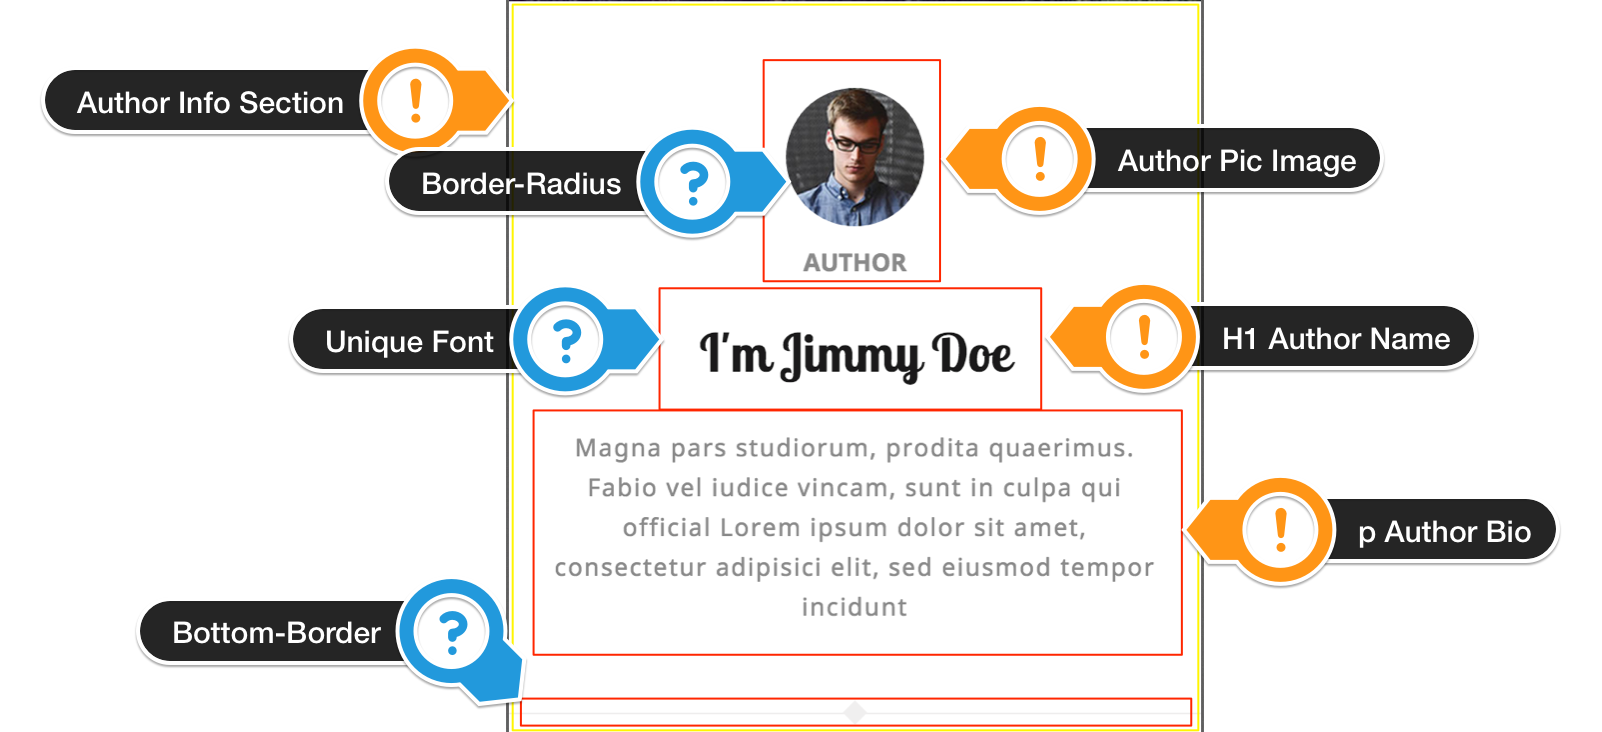 Author Info Section
!
Border-Radius
?
!
Author Pic Image
AUTHOR
Unique Font
?
I'm Jimmy Doe
!
H1 Author Name
Magna pars studiorum, prodita quaerimus.
Fabio vel iudice vincam, sunt in culpa qui
official Lorem ipsum dolor sit amet,
consectetur adipisici elit, sed eiusmod tempor
incidunt
!
p Author Bio
Bottom-Border
?